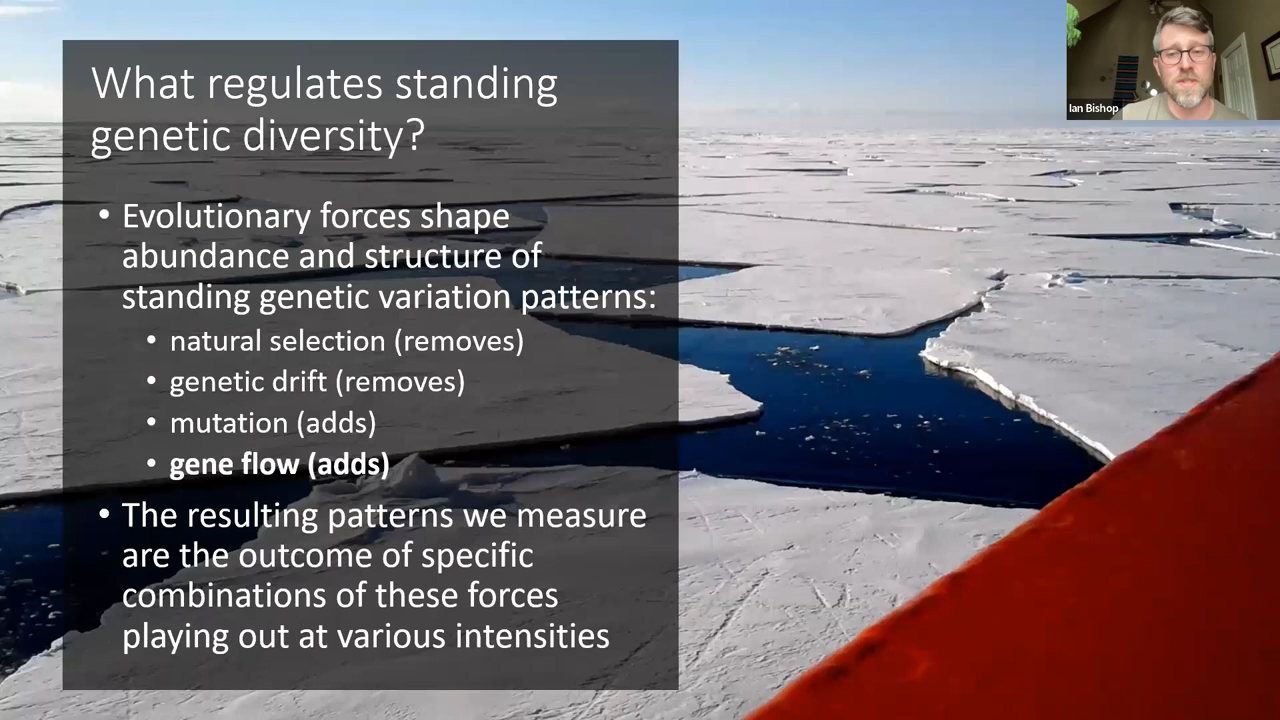 What regulates standing
genetic diversity?
• Evolutionary forces shape
abundance and structure of
standing genetic variation patterns:
• natural selection (removes)
• genetic drift (removes)
• mutation (adds)
• gene flow (adds)
• The resulting patterns we measure
are the outcome of specific
combinations of these forces
playing out at various intensities
Ian Bishop